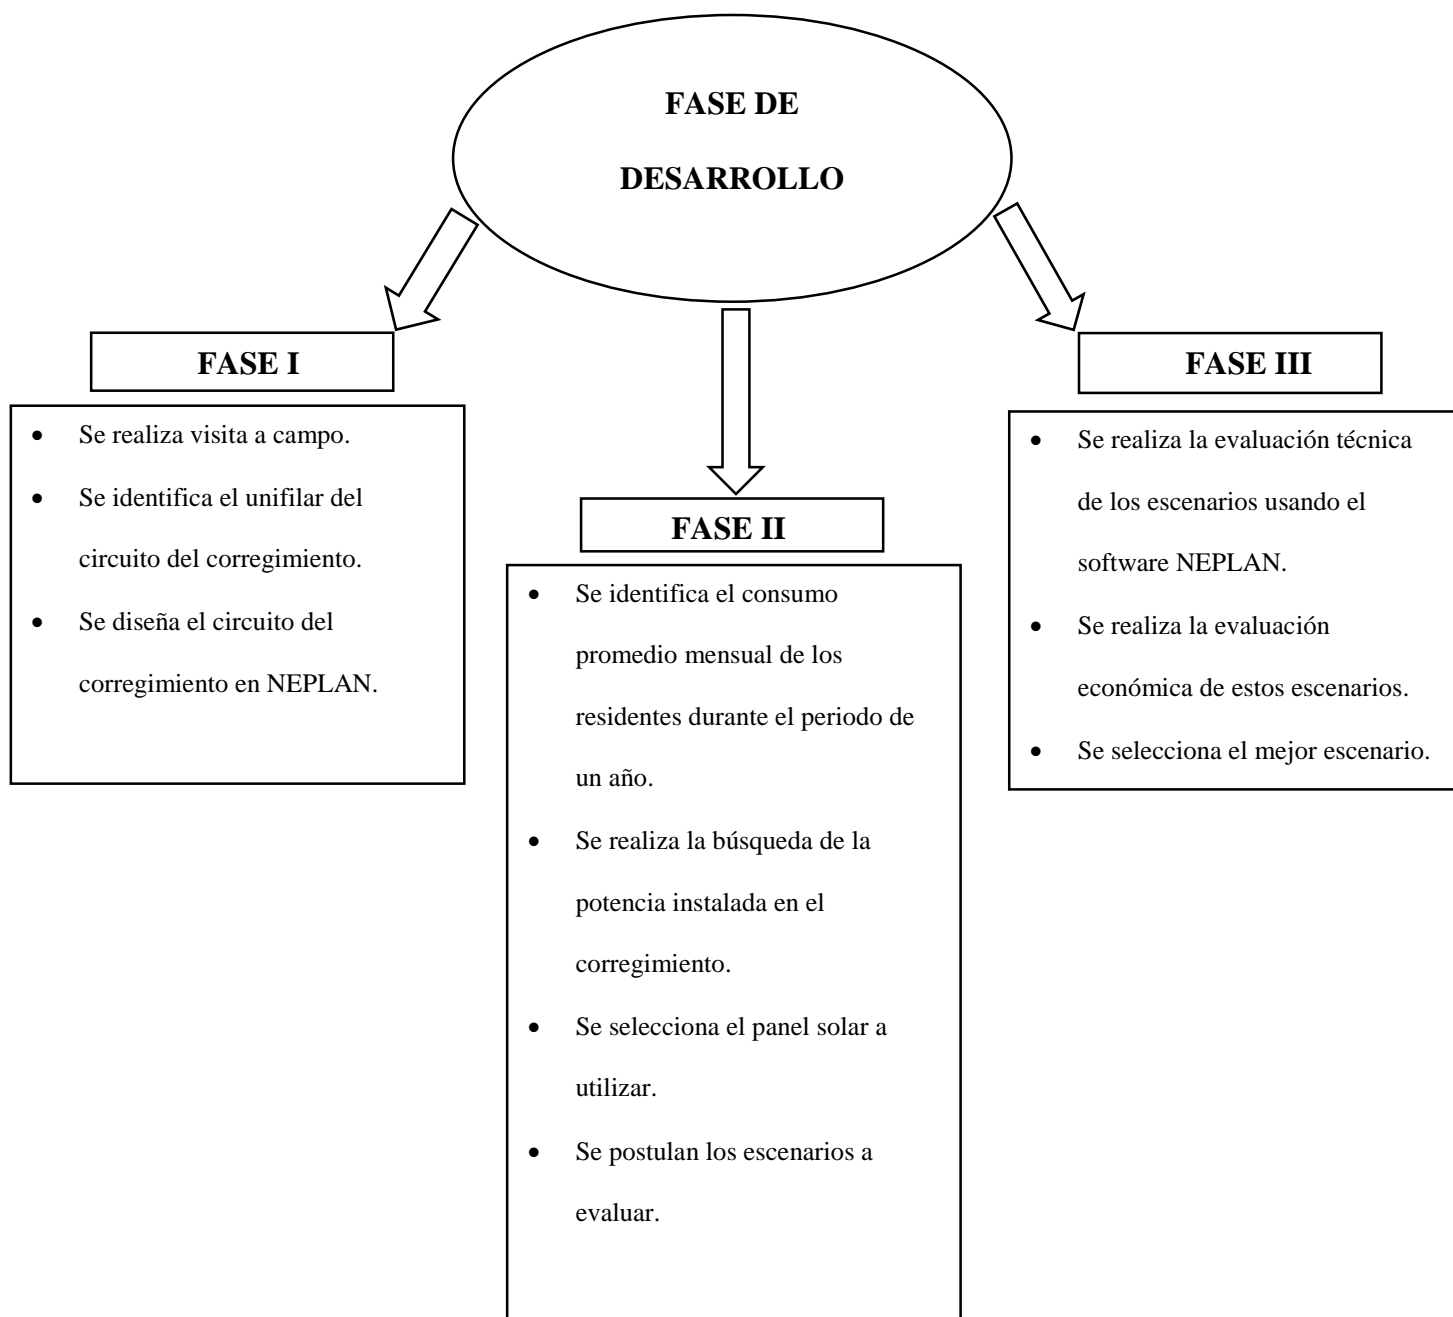 FASE DE
DESARROLLO
FASE I
• Se realiza visita a campo.
• Se identifica el unifilar del
circuito del corregimiento.
• Se diseña el circuito del
corregimiento en NEPLAN.
FASE II
• Se identifica el consumo
promedio mensual de los
residentes durante el periodo de
un año.
• Se realiza la búsqueda de la
potencia instalada en el
corregimiento.
• Se selecciona el panel solar a
utilizar.
• Se postulan los escenarios a
evaluar.
FASE III
• Se realiza la evaluación técnica
de los escenarios usando el
software NEPLAN.
• Se realiza la evaluación
económica de estos escenarios.
• Se selecciona el mejor escenario.